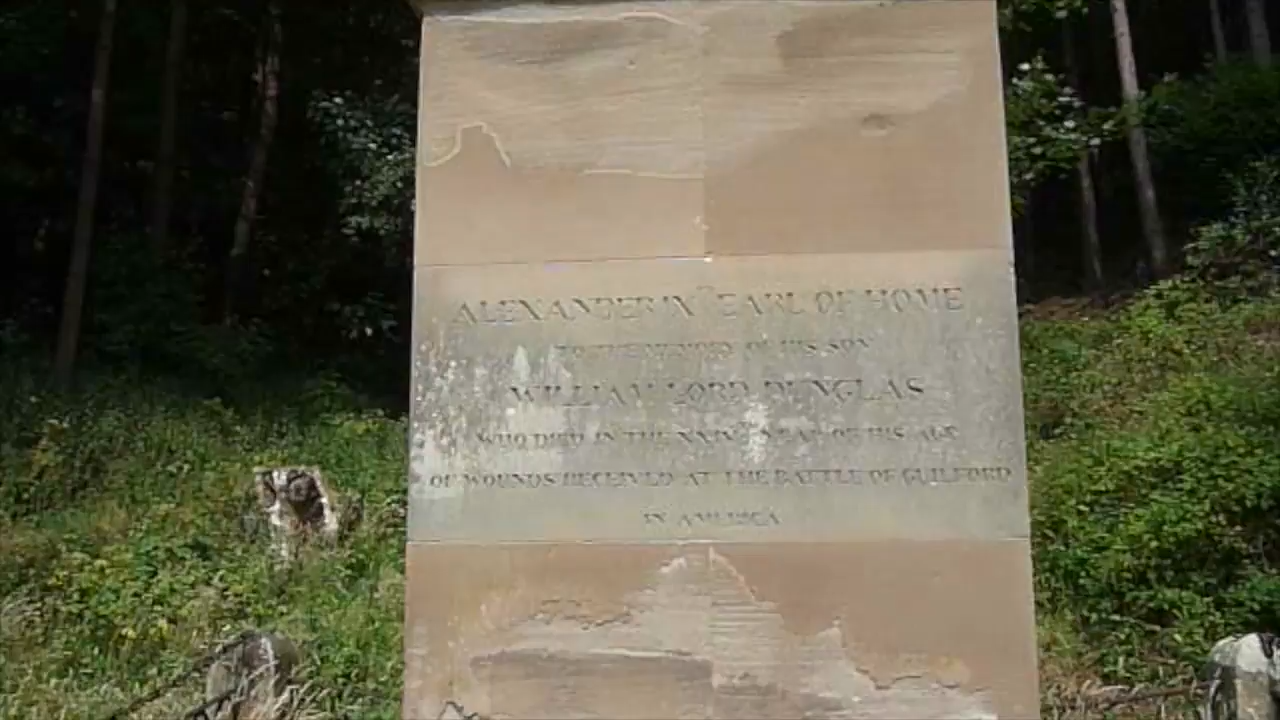 ALEXANDER IX EARL OF HOME
TO THE MEMORY OF HIS SON
WILLIAM LORD DUNGLAS
WHO DIED IN THE XXIV YEAR OF HIS AGE
OF WOUNDS RECEIVED AT THE BATTLE OF GUILFORD
IN AMERICA